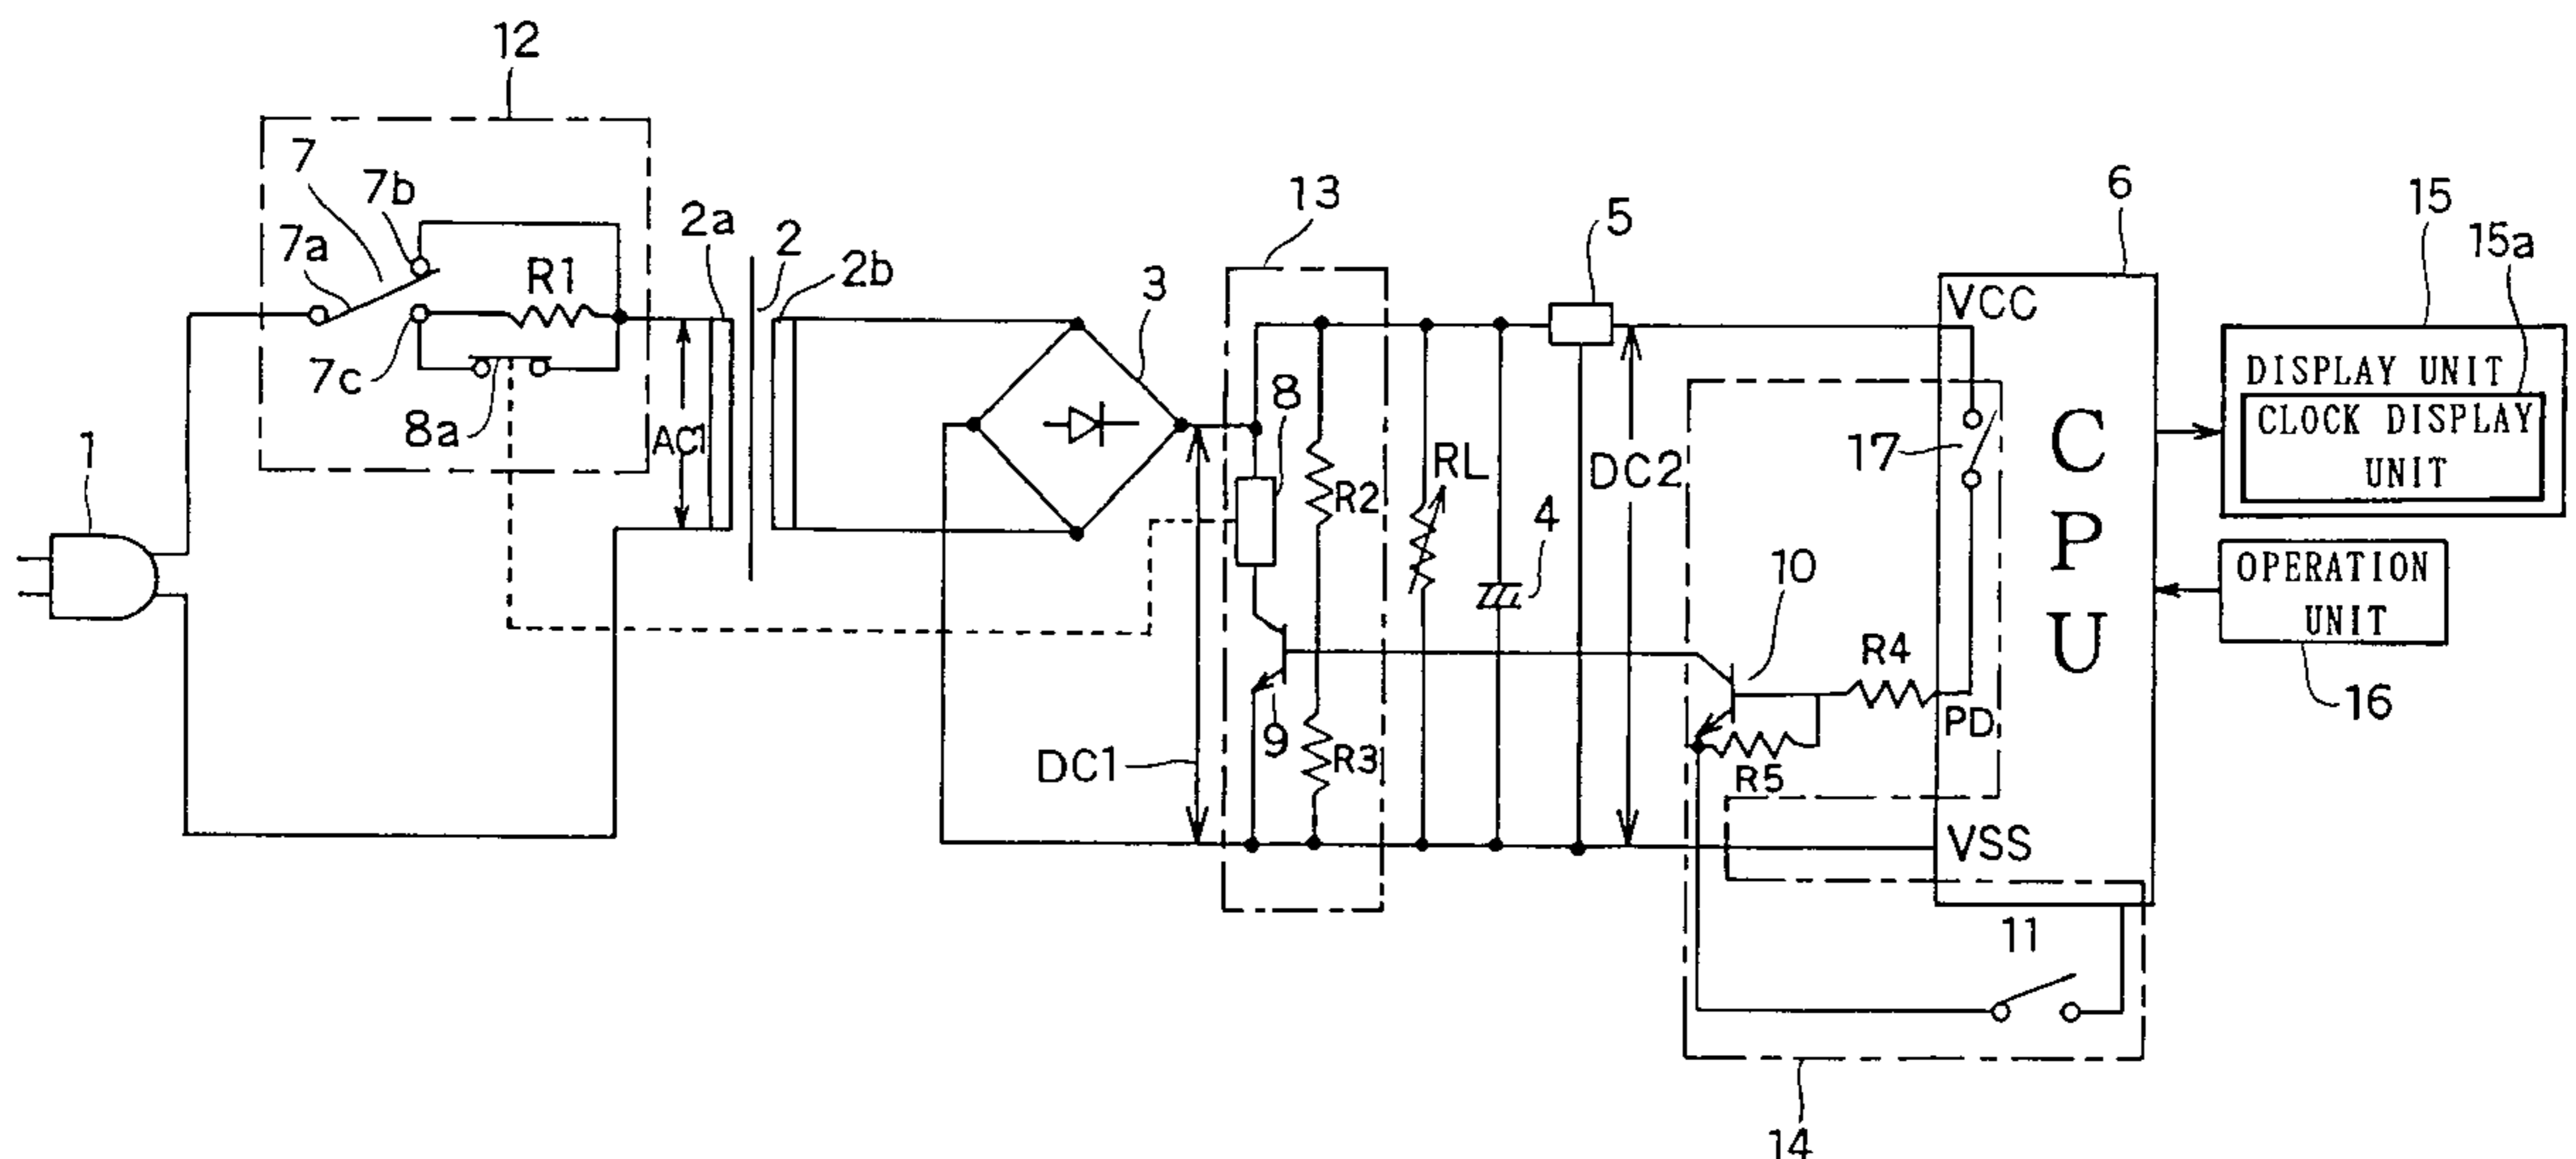 12
7
7b
7a
R1
7c
8a
1
2a
2
2b
AC1
3
13
8
R2
9
R3
DC1
RL
4
5
DC2
10
R4
R5
6
VCC
17
C
P
U
PD
VSS
11
14
15
15a
DISPLAY UNIT
CLOCK DISPLAY
UNIT
OPERATION
UNIT
16